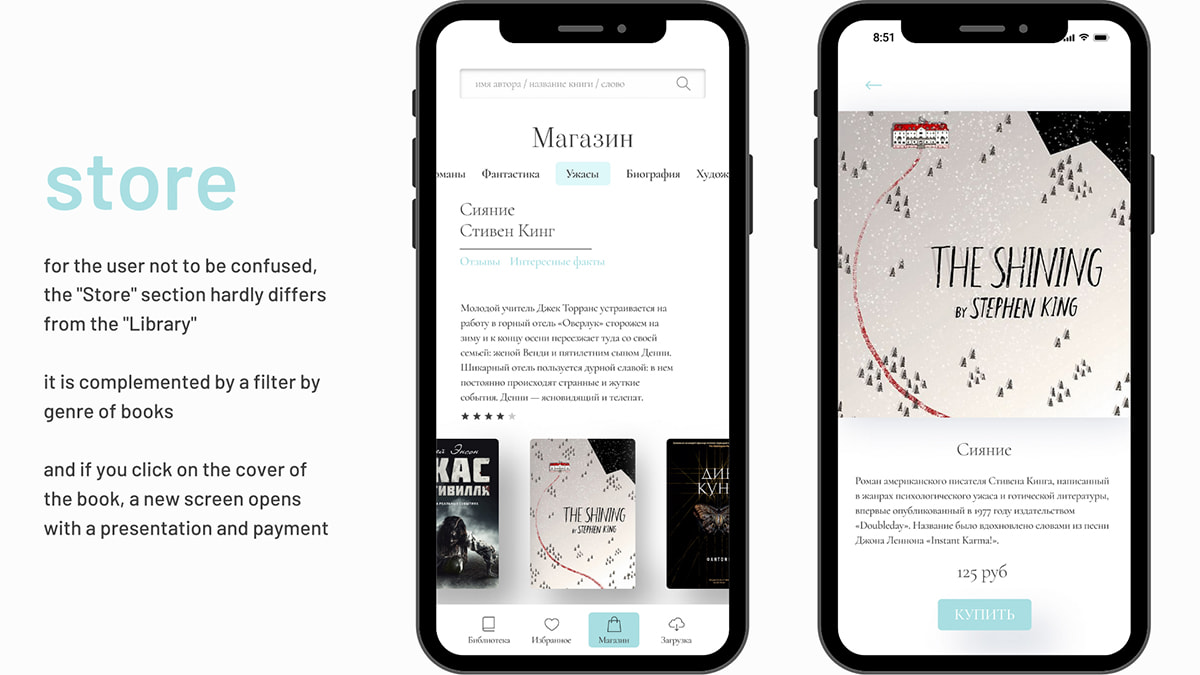 store
for the user not to be confused,
the "Store" section hardly differs
from the "Library"
it is complemented by a filter by
genre of books
and if you click on the cover of
the book, a new screen opens
with a presentation and payment
имя автора / название книги / слово
Магазин
оманы Фантастика Ужасы Биография Худож
Сияние
Стивен Кинг
Отзывы Интересные факты
Молодой учитель Джек Торранс устраивается на
работу в горный отель «Оверлук» сторожем на
зиму и к концу осени переезжает туда со своей
семьей: женой Венди и пятилетним сыном Денни.
Шикарный отель пользуется дурной славой: в нем
постоянно происходят странные и жуткие
события. Денни — ясновидящий и телепат.
ий Энсон
ЖАС
ТИВИЛЛК
THE SHINING
BY STEPHEN KING
ДИ
КУН
Библиотека Избранное Магазин Загрузка
8:51
THE SHINING
BY STEPHEN KING
Сияние
Роман американского писателя Стивена Кинга, написанный
в жанрах психологического ужаса и готической литературы,
впервые опубликованный в 1977 году издательством
«Doubleday». Название было вдохновлено словами из песни
Джона Леннона «Instant Karma!».
125 руб
КУПИТЬ